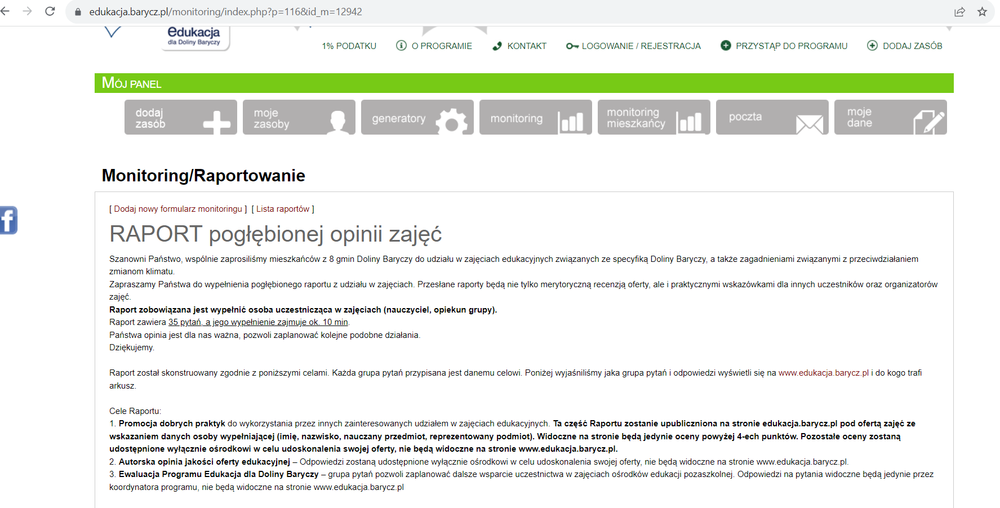 edukacja.barycz.pl/monitoring/index.php?p=116&id_m=12942
edukacja
dla Doliny Baryczy
1% PODATKU O PROGRAMIE KONTAKT LOGOWANIE / REJESTRACJA PRZYSTĄP DO PROGRAMU DODAJ ZASÓB
MÓJ PANEL
dodaj
zasób
moje
zasoby
generatory
monitoring
monitoring
mieszkańcy
poczta
moje
dane
Monitoring/Raportowanie
[ Dodaj nowy formularz monitoringu ] [ Lista raportów ]
RAPORT pogłębionej opinii zajęć
Szanowni Państwo, wspólnie zaprosiliśmy mieszkańców z 8 gmin Doliny Baryczy do udziału w zajęciach edukacyjnych związanych ze specyfiką Doliny Baryczy, a także zagadnieniami związanymi z przeciwdziałaniem
zmianom klimatu.
Zapraszamy Państwa do wypełnienia pogłębionego raportu z udziału w zajęciach. Przesłane raporty będą nie tylko merytoryczną recenzją oferty, ale i praktycznymi wskazówkami dla innych uczestników oraz organizatorów
zajęć.
Raport zobowiązana jest wypełnić osoba uczestnicząca w zajęciach (nauczyciel, opiekun grupy).
Raport zawiera 35 pytań, a jego wypełnienie zajmuje ok. 10 min.
Państwa opinia jest dla nas ważna, pozwoli zaplanować kolejne podobne działania.
Dziękujemy.
Raport został skonstruowany zgodnie z poniższymi celami. Każda grupa pytań przypisana jest danemu celowi. Poniżej wyjaśniliśmy jaka grupa pytań i odpowiedzi wyświetli się na www.edukacja.barycz.pl i do kogo trafi
arkusz.
Cele Raportu:
1. Promocja dobrych praktyk do wykorzystania przez innych zainteresowanych udziałem w zajęciach edukacyjnych. Ta część Raportu zostanie upubliczniona na stronie edukacja.barycz.pl pod ofertą zajęć ze
wskazaniem danych osoby wypełniającej (imię, nazwisko, nauczany przedmiot, reprezentowany podmiot). Widoczne na stronie będą jedynie oceny powyżej 4-ech punktów. Pozostałe oceny zostaną
udostępnione wyłącznie ośrodkowi w celu udoskonalenia swojej oferty, nie będą widoczne na stronie www.edukacja.barycz.pl.
2. Autorska opinia jakości oferty edukacyjnej – Odpowiedzi zostaną udostępnione wyłącznie ośrodkowi w celu udoskonalenia swojej oferty, nie będą widoczne na stronie www.edukacja.barycz.pl.
3. Ewaluacja Programu Edukacja dla Doliny Baryczy – grupa pytań pozwoli zaplanować dalsze wsparcie uczestnictwa w zajęciach ośrodków edukacji pozaszkolnej. Odpowiedzi na pytania widoczne będą jedynie przez
koordynatora programu, nie będą widoczne na stronie www.edukacja.barycz.pl